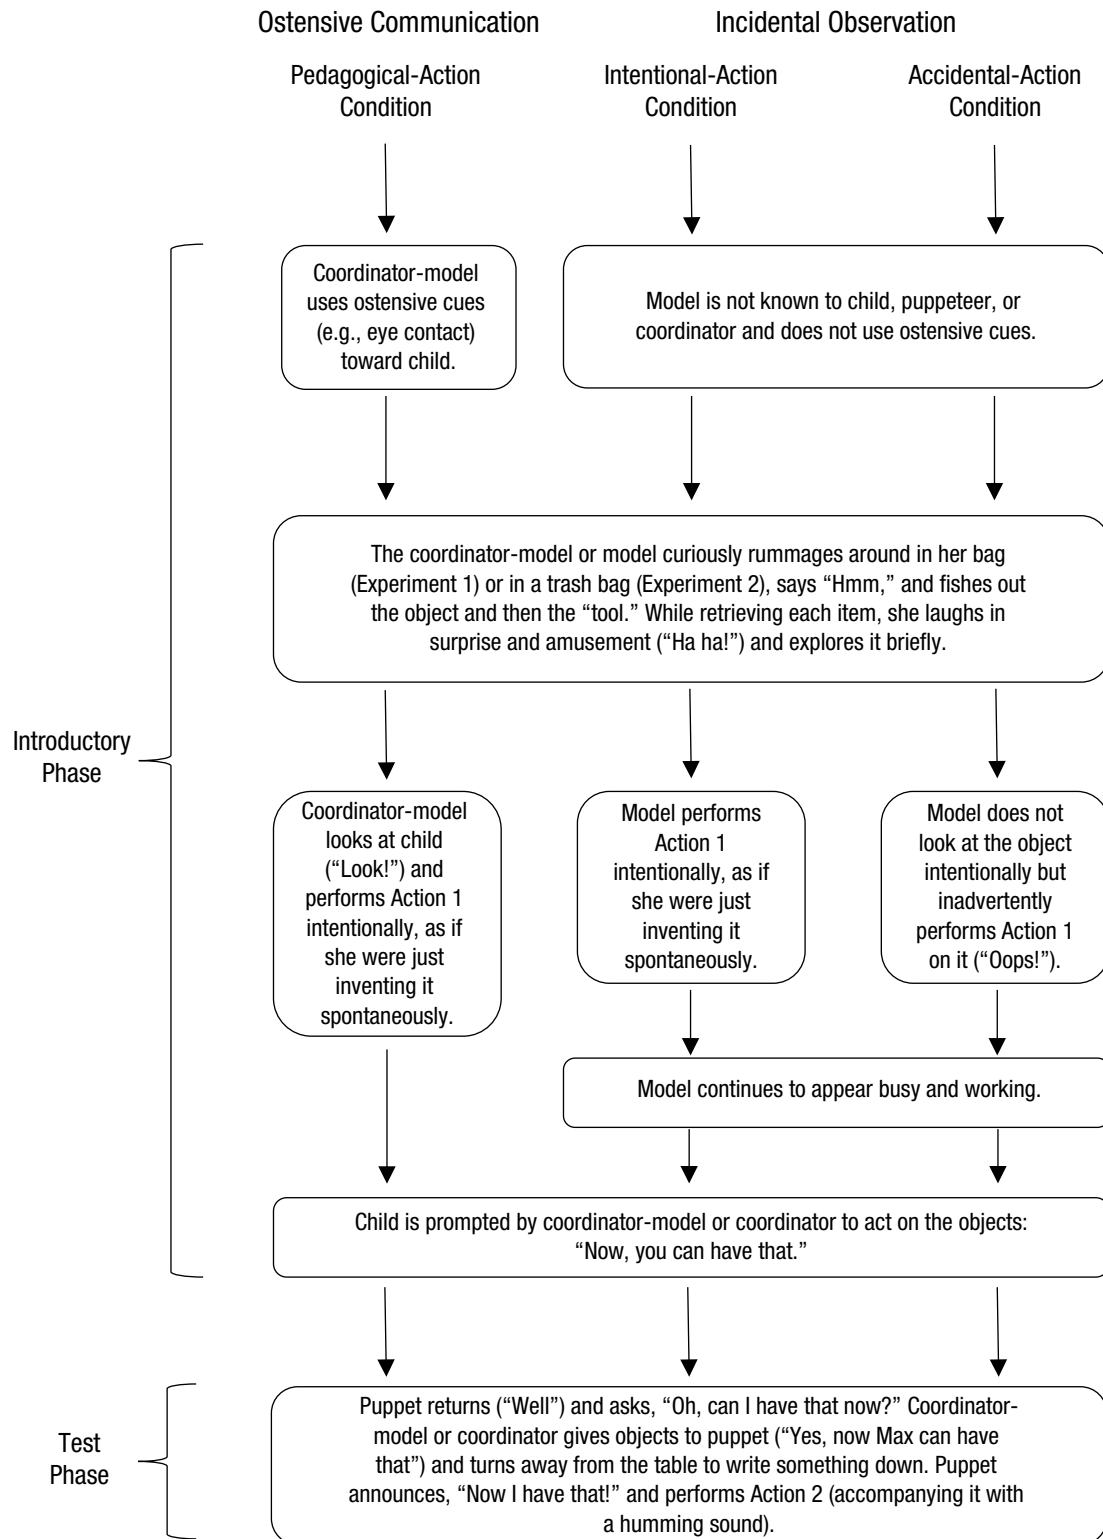 Ostensive Communication
Incidental Observation
Pedagogical-Action
Condition
Intentional-Action
Condition
Accidental-Action
Condition
Coordinator-model
uses ostensive cues
(e.g., eye contact)
toward child.
Model is not known to child, puppeteer, or
coordinator and does not use ostensive cues.
The coordinator-model or model curiously rummages around in her bag
(Experiment 1) or in a trash bag (Experiment 2), says “Hmm,” and fishes out
the object and then the “tool.” While retrieving each item, she laughs in
surprise and amusement (“Ha ha!”) and explores it briefly.
Introductory
Phase
Coordinator-model
looks at child
(“Look!”) and
performs Action 1
intentionally, as if
she were just
inventing it
spontaneously.
Model performs
Action 1
intentionally, as if
she were just
inventing it
spontaneously.
Model does not
look at the object
intentionally but
inadvertently
performs Action 1
on it (“Oops!”).
Model continues to appear busy and working.
Child is prompted by coordinator-model or coordinator to act on the objects:
“Now, you can have that.”
Test
Phase
Puppet returns (“Well”) and asks, “Oh, can I have that now?” Coordinator-
model or coordinator gives objects to puppet (“Yes, now Max can have
that”) and turns away from the table to write something down. Puppet
announces, “Now I have that!” and performs Action 2 (accompanying it with
a humming sound).